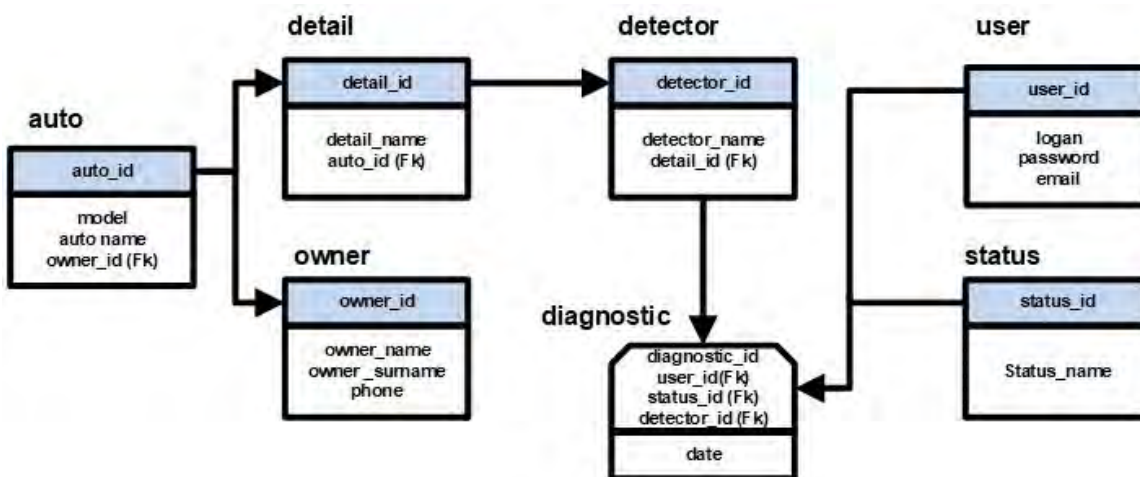 detail
detail_id
detail_name
auto_id (Fk)
detector
detector_id
detector_name
detail_id (Fk)
user
user_id
logan
password
email
auto
auto_id
model
auto name
owner_id (Fk)
owner
owner_id
owner_name
owner_surname
phone
diagnostic
diagnostic_id
user_id(Fk)
status_id (Fk)
detector_id (Fk)
date
status
status_id
Status_name